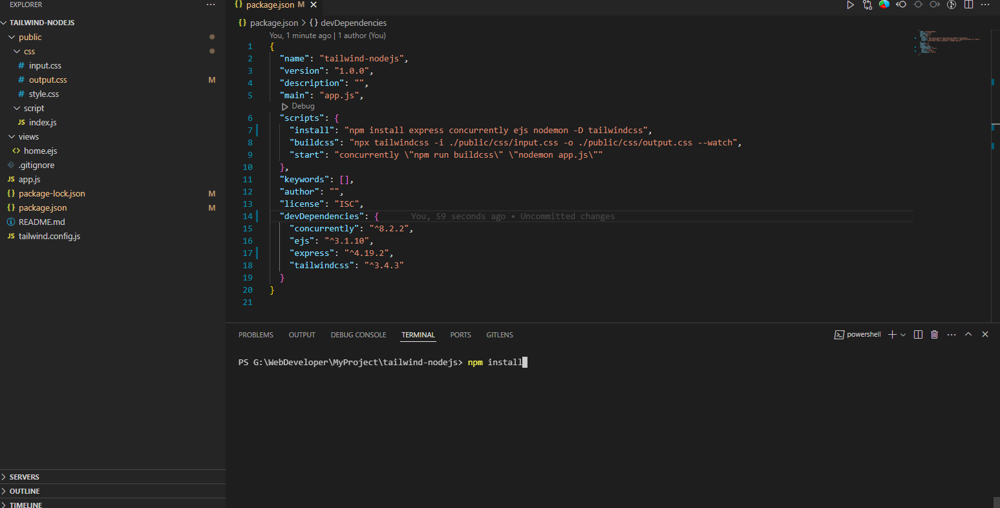 EXPLORER
TAILWIND-NODEJS
public
css
# input.css
# output.css M
# style.css
script
JS index.js
views
<> home.ejs
.gitignore
JS app.js
{} package-lock.json M
{} package.json M
README.md
JS tailwind.config.js
SERVERS
OUTLINE
TIMELINE
{} package.json M
{} package.json > {} devDependencies
You, 1 minute ago | 1 author (You)
1 {
2 "name": "tailwind-nodejs",
3 "version": "1.0.0",
4 "description": "",
5 "main": "app.js",
Debug
6 "scripts": {
7 "install": "npm install express concurrently ejs nodemon -D tailwindcss",
8 "buildcss": "npx tailwindcss -i ./public/css/input.css -o ./public/css/output.css --watch",
9 "start": "concurrently \"npm run buildcss\" \"nodemon app.js\""
10 },
11 "keywords": [],
12 "author": "",
13 "license": "ISC",
14 "devDependencies": { You, 59 seconds ago • Uncommitted changes
15 "concurrently": "^8.2.2",
16 "ejs": "^3.1.10",
17 "express": "^4.19.2",
18 "tailwindcss": "^3.4.3"
19 }
20 }
21
PROBLEMS OUTPUT DEBUG CONSOLE TERMINAL PORTS GITLENS
powershell
PS G:\WebDeveloper\MyProject\tailwind-nodejs> npm install